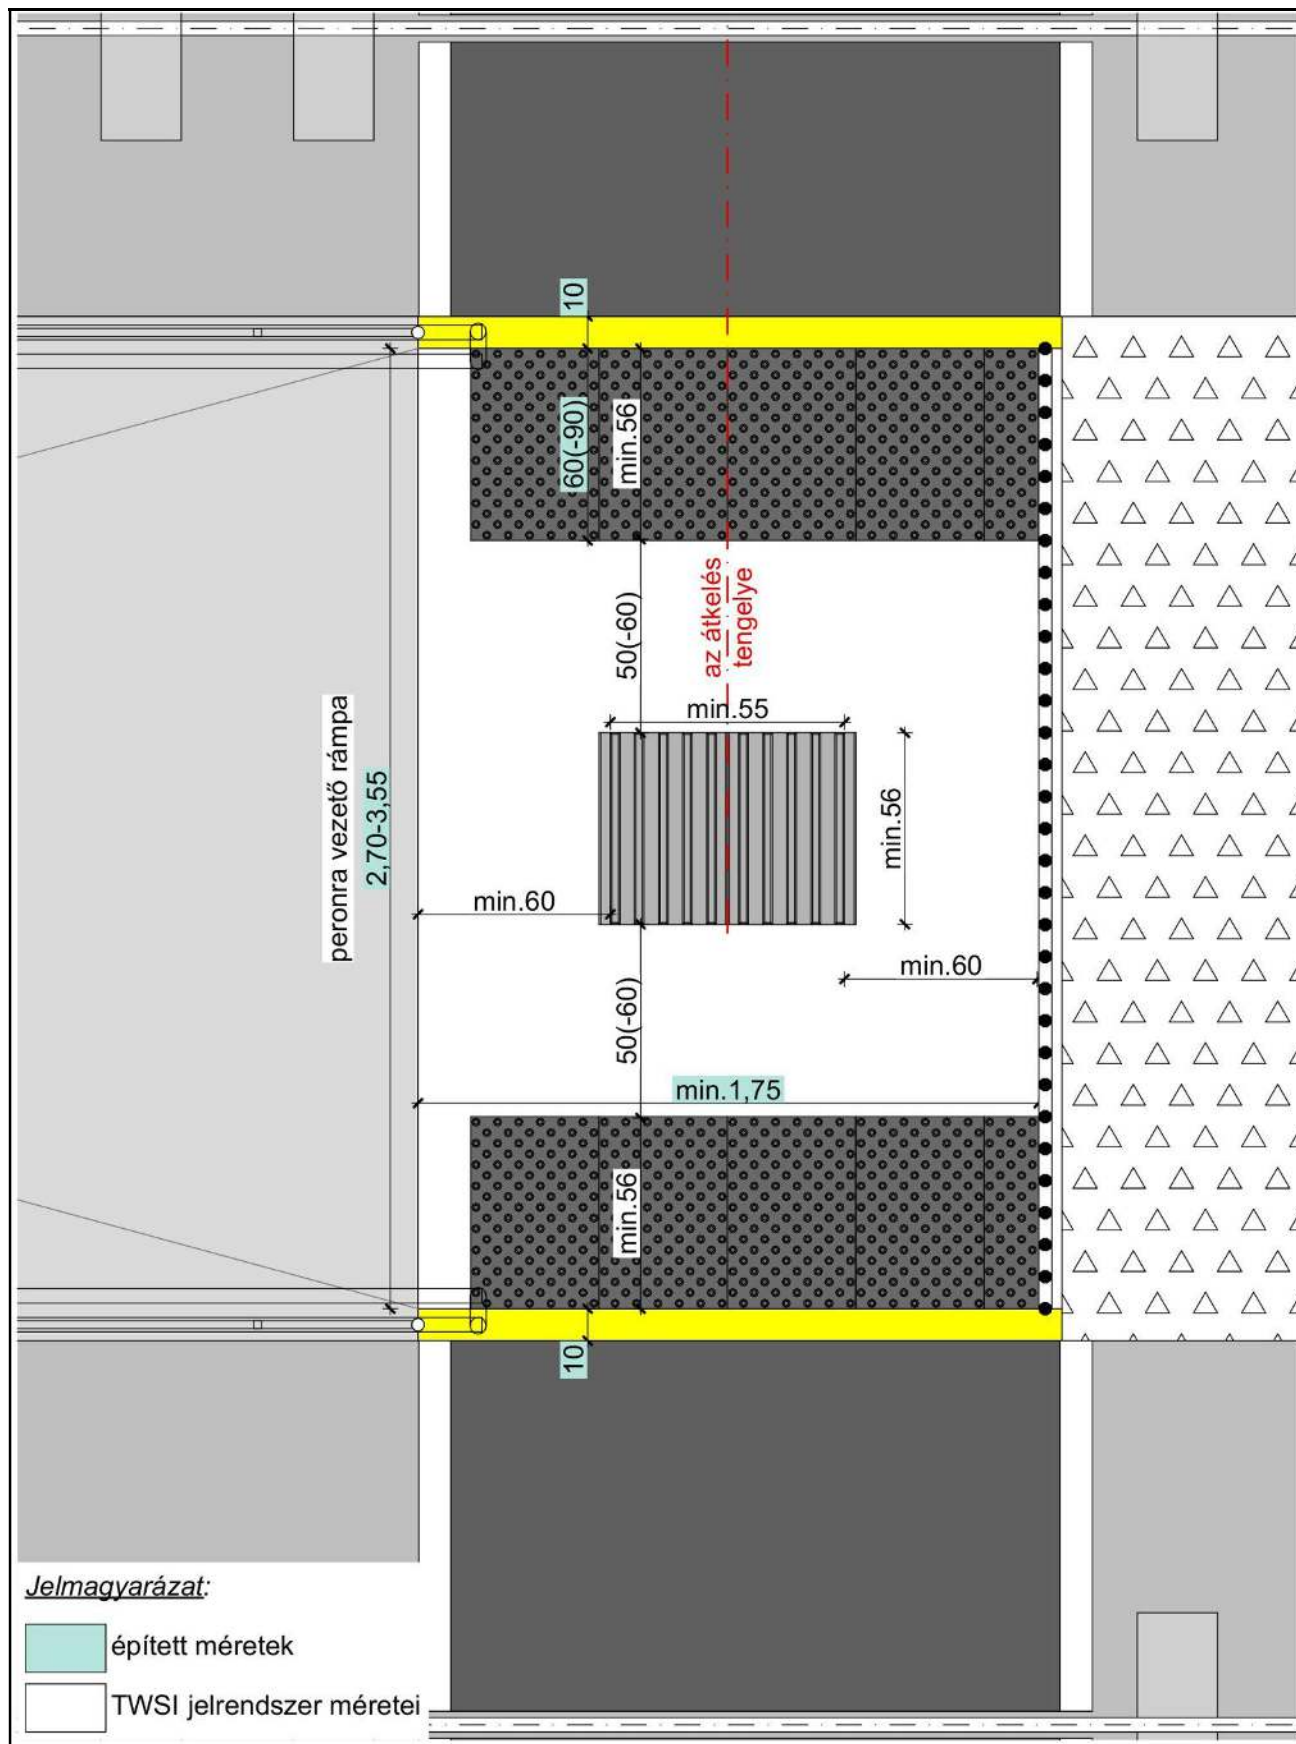 10
60(-90)
min.56
50(-60)
az átkelés
tengelye
min.55
peronra vezető rámpa
2,70-3,55
min.56
min.60
min.60
50(-60)
min.1,75
min.56
10
Jelmagyarázat:
épített méretek
TWSI jelrendszer méretei